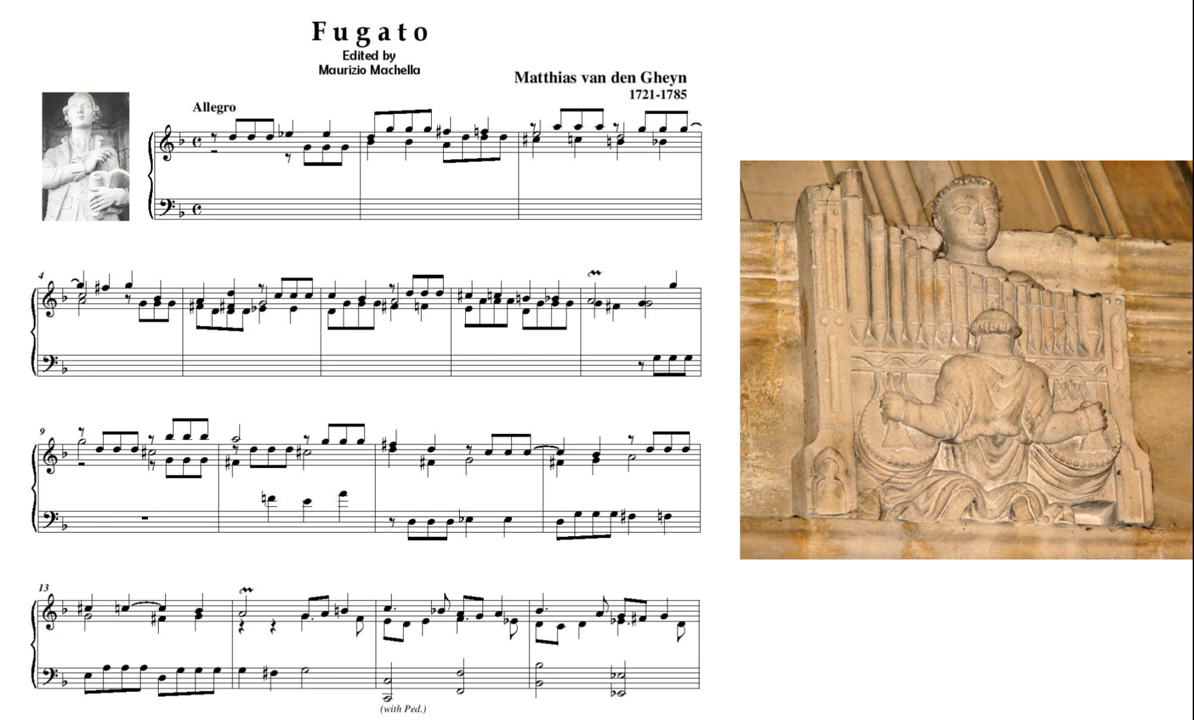 Fugato
Edited by
Maurizio Machella
Matthias van den Gheyn
1721-1785
Allegro
4
9
13
(with Ped.)